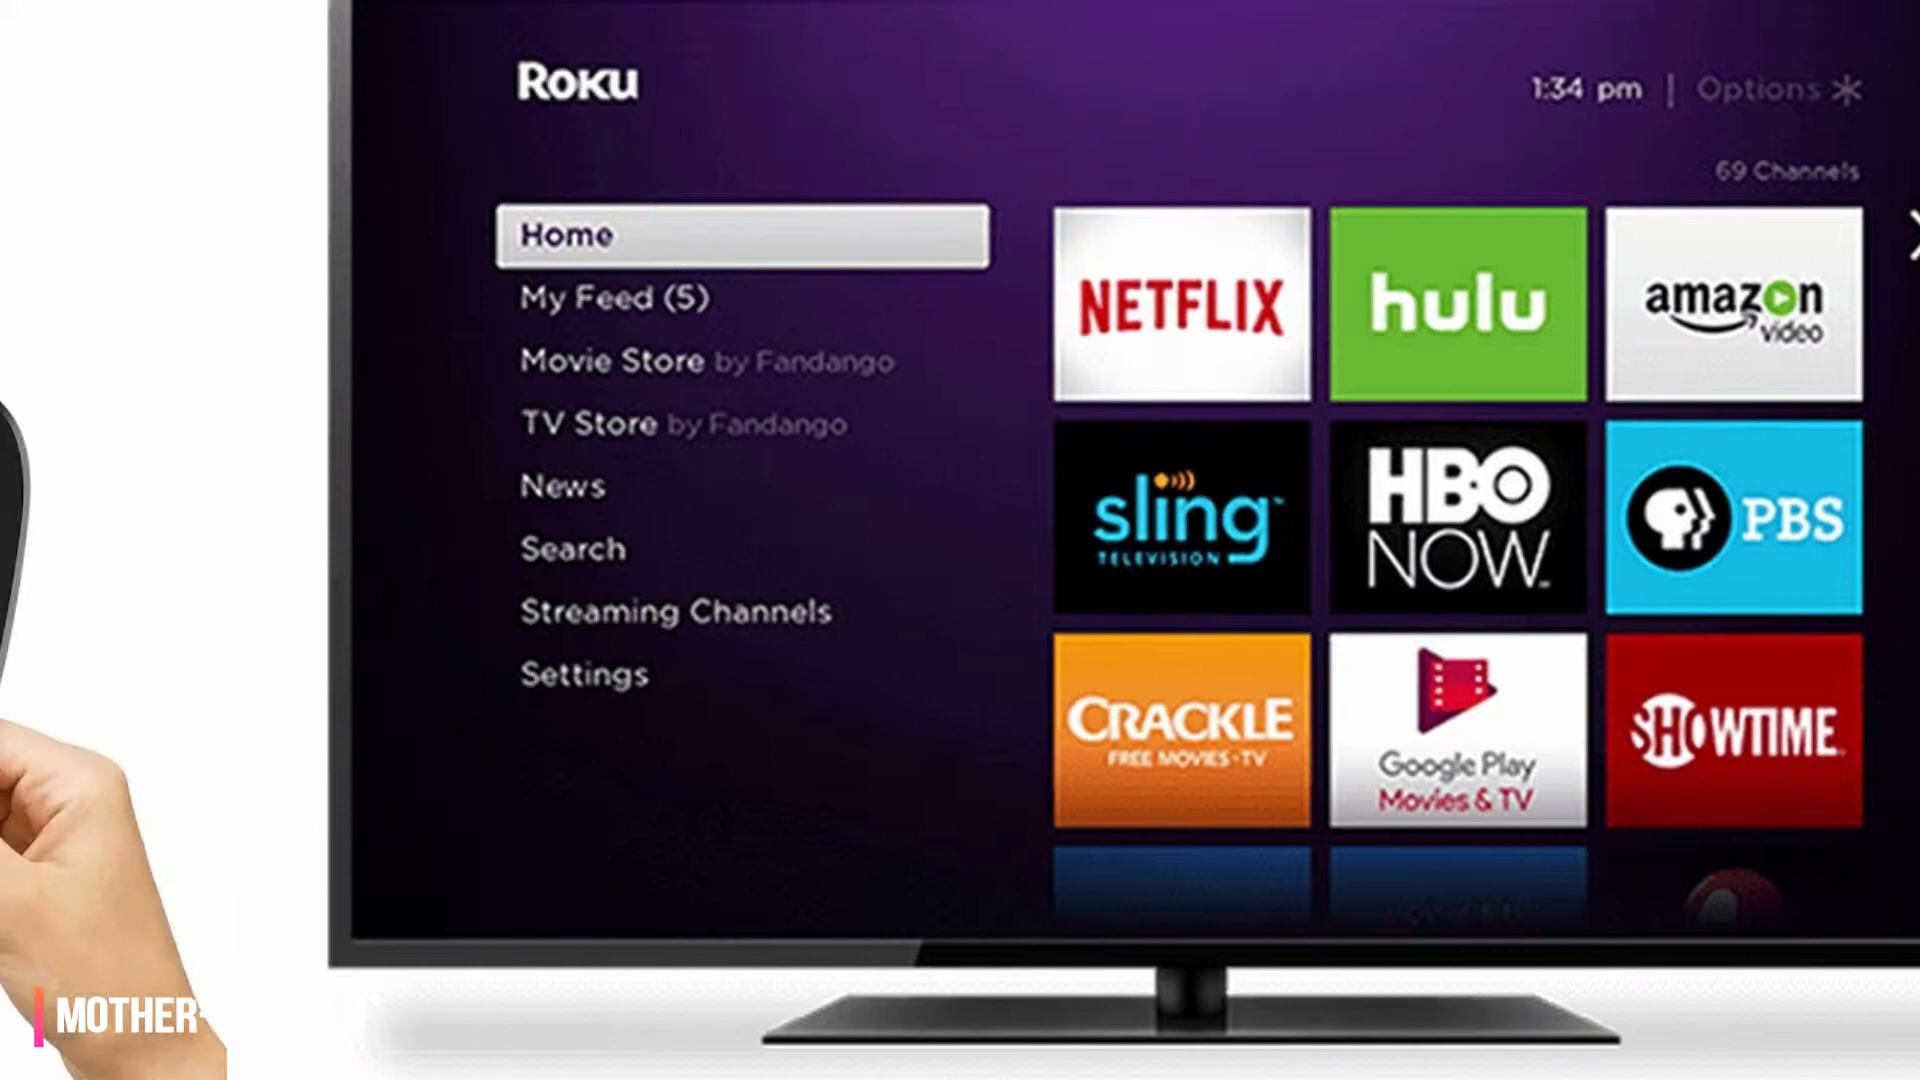 Roku
1:34 pm | Options *
69 Channels
Home
My Feed (5)
Movie Store by Fandango
TV Store by Fandango
News
Search
Streaming Channels
Settings
NETFLIX
hulu
amazon
video
sling
TELEVISION
HBO
NOW
PBS
CRACKLE
FREE MOVIES·TV
Google Play
Movies & TV
SHOWTIME
MOTHER-